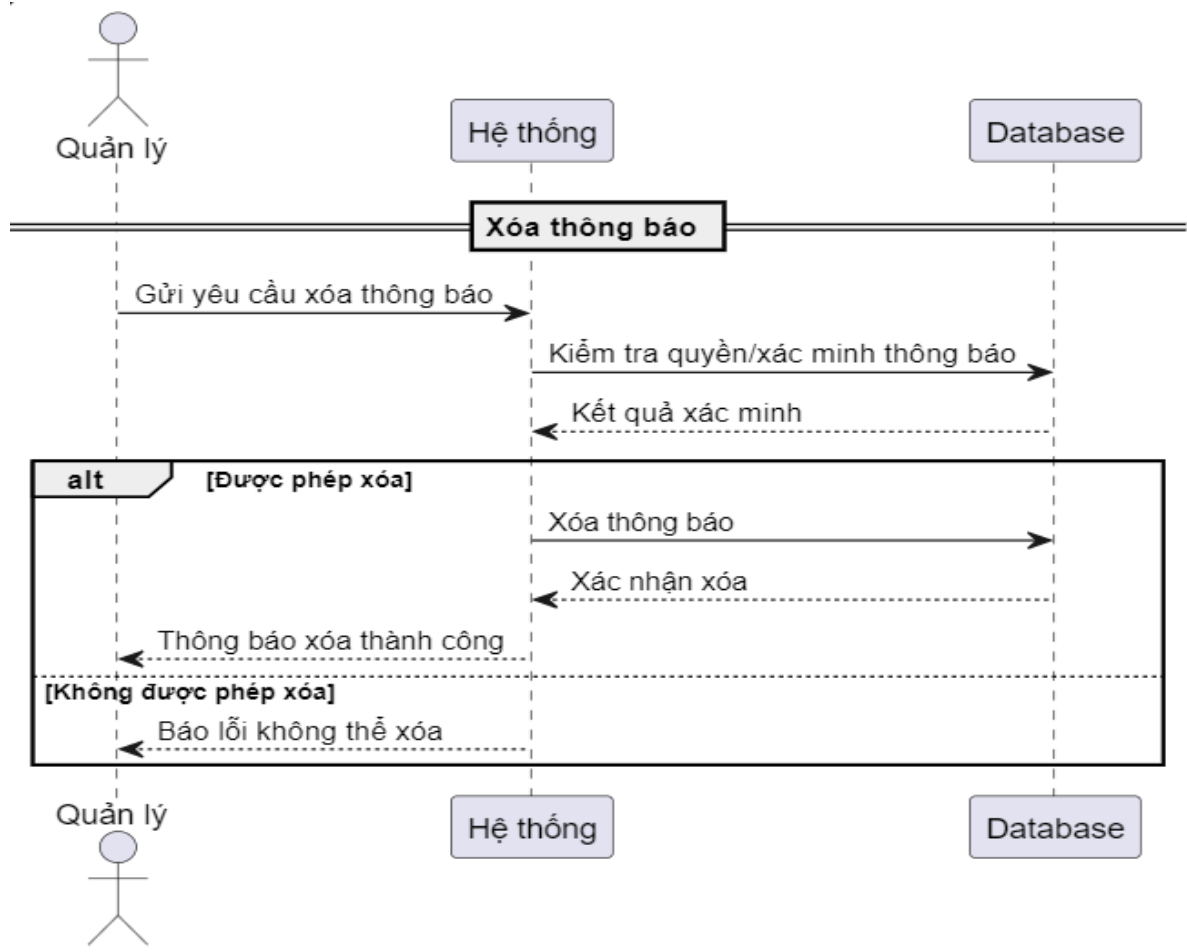 Quản lý
Hệ thống
Database
Xóa thông báo
Gửi yêu cầu xóa thông báo
Kiểm tra quyền/xác minh thông báo
Kết quả xác minh
alt
[Được phép xóa]
Xóa thông báo
Xác nhận xóa
Thông báo xóa thành công
[Không được phép xóa]
Báo lỗi không thể xóa
Quản lý
Hệ thống
Database